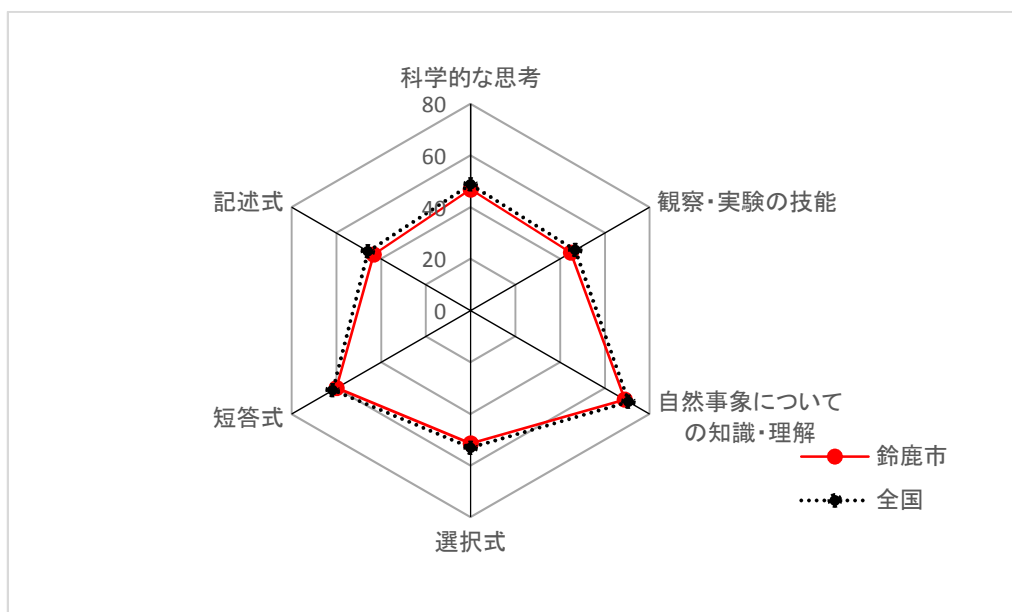 科学的な思考
80
60
40
20
0
観察・実験の技能
自然事象について
の知識・理解
選択式
短答式
記述式
鈴鹿市
全国